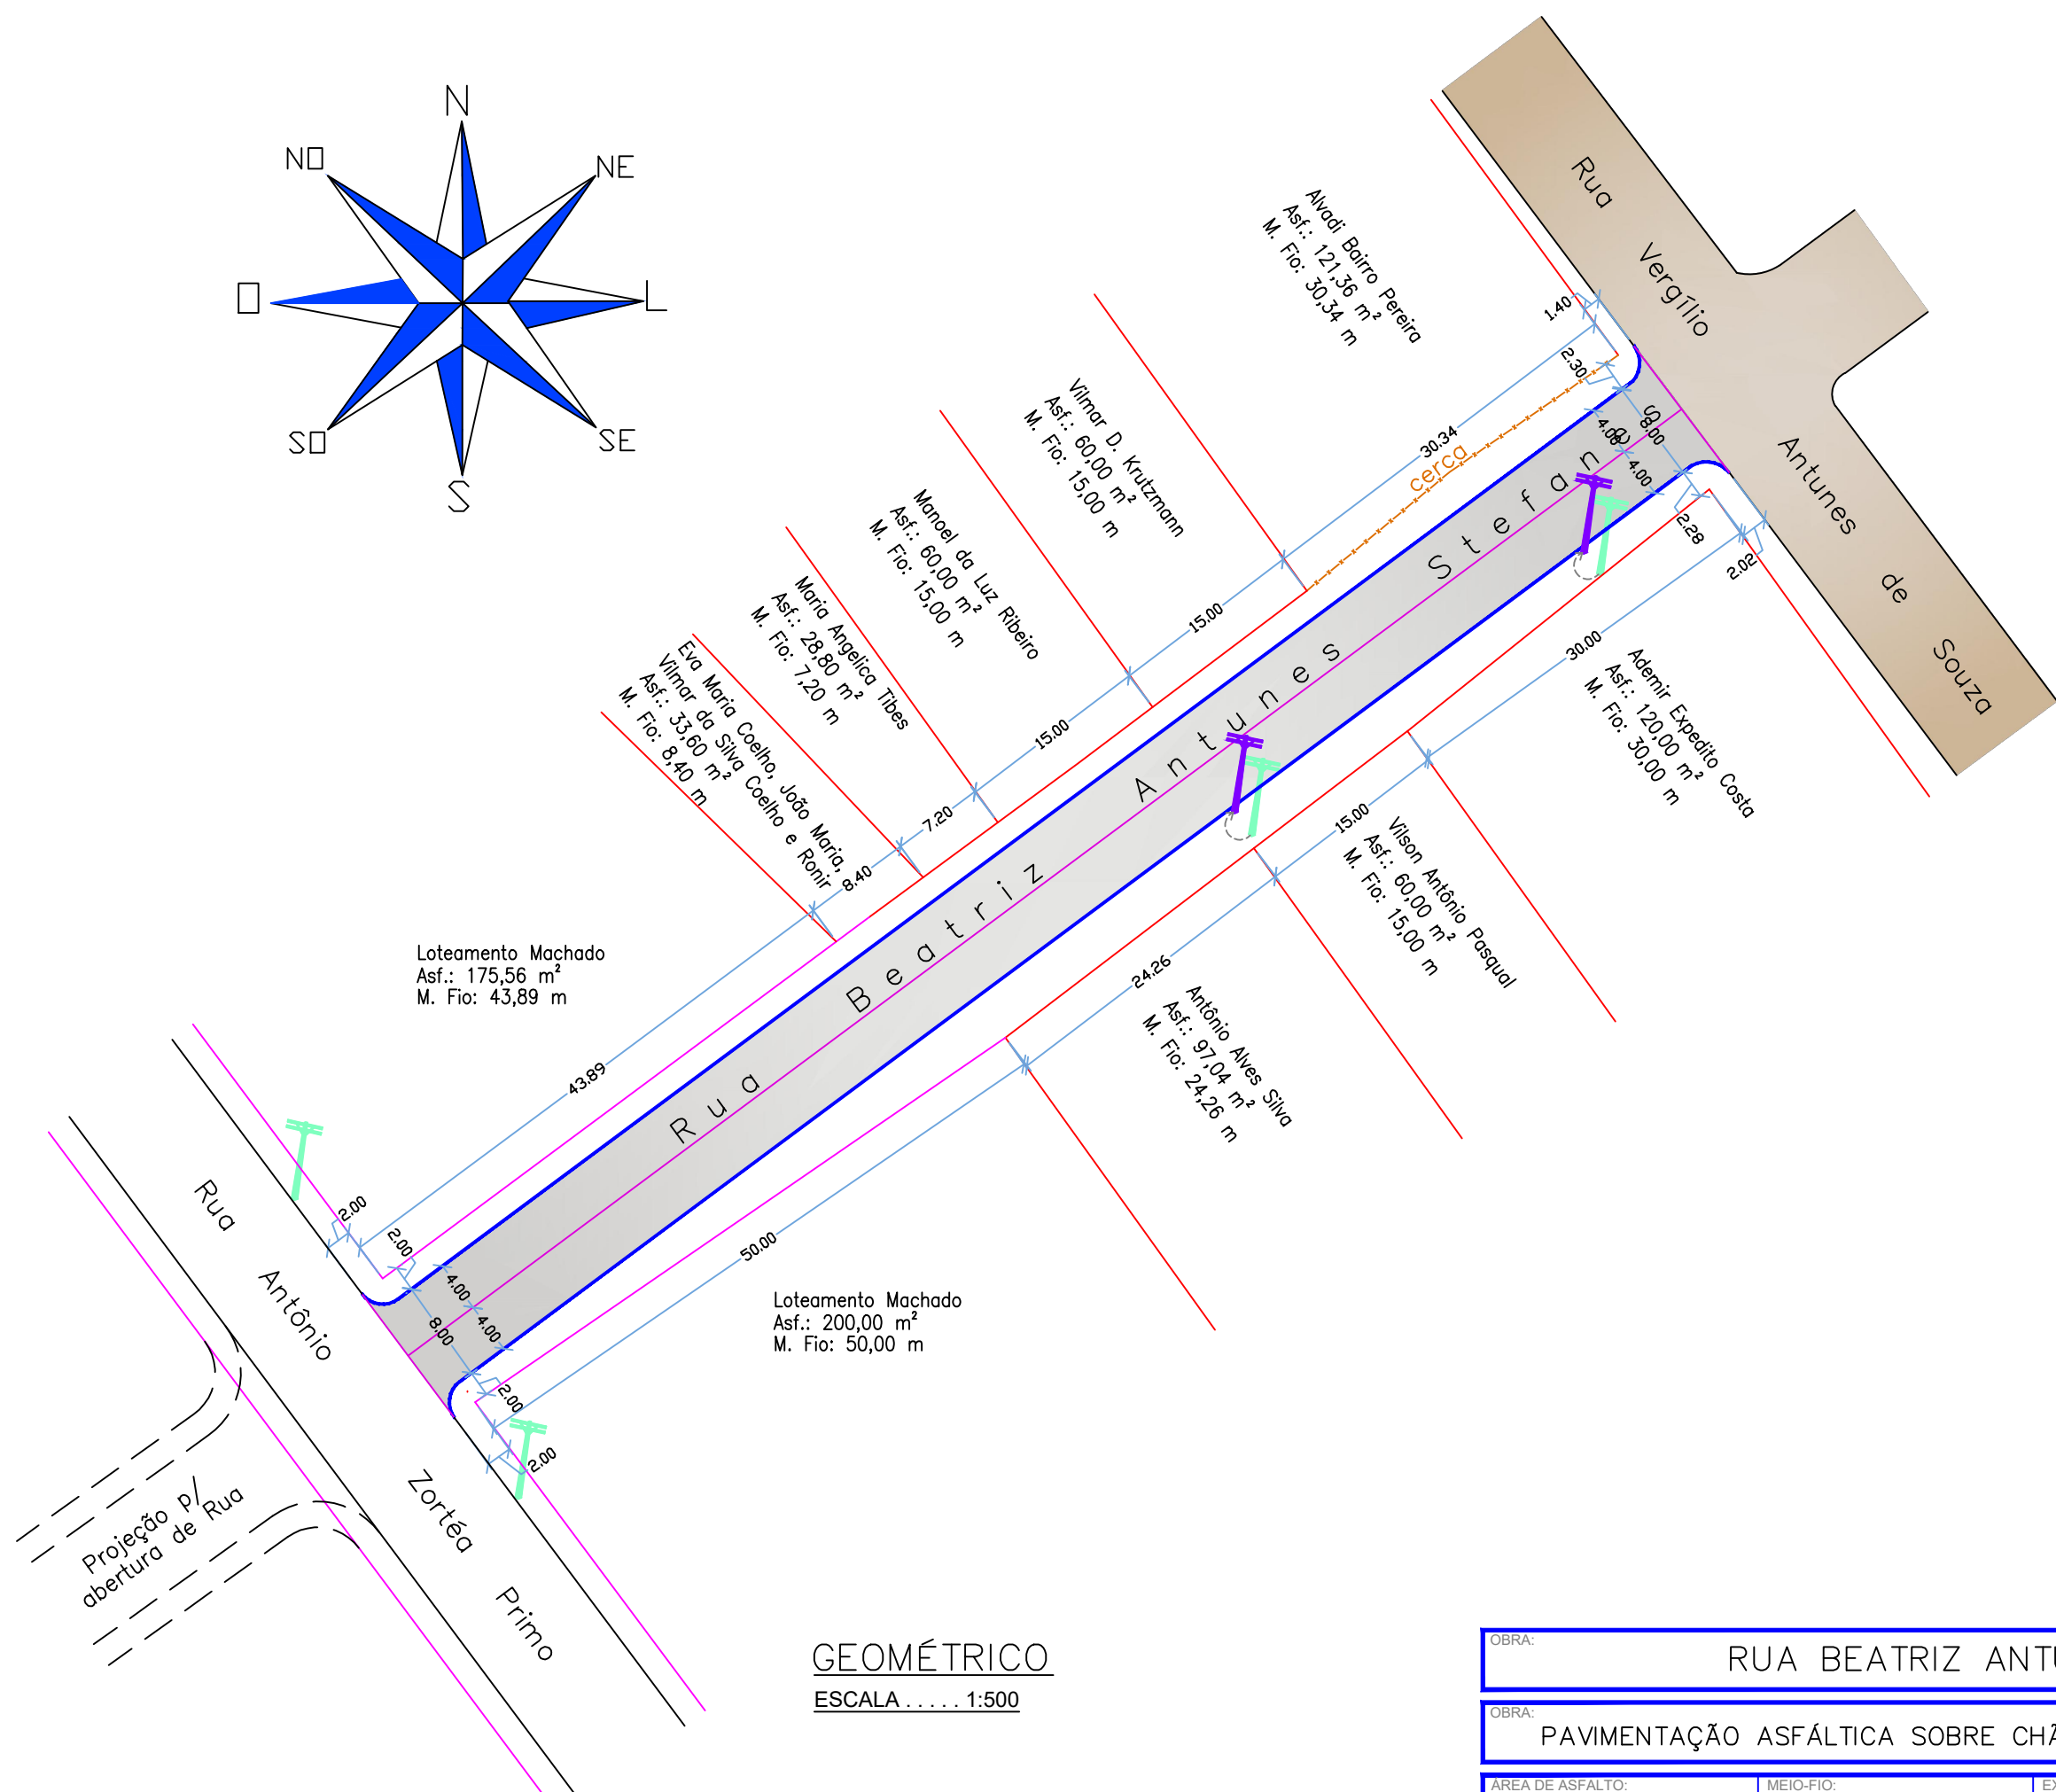 N
NO
NE
O
L
SO
SE
S
Rua Vergílio Antunes de Souza
Alvadi Bairro Pereira
Asf.: 121,36 m²
M. Fio: 30,34 m
Vilmar D. Krutzmann
Asf.: 60,00 m²
M. Fio: 15,00 m
Manoel da Luz Ribeiro
Asf.: 60,00 m²
M. Fio: 15,00 m
Maria Angelica Tibes
Asf.: 28,80 m²
M. Fio: 7,20 m
Eva Maria Coelho, João Maria,
Vilmar da Silva Coelho e Ronir
Asf.: 33,60 m²
M. Fio: 8,40 m
Loteamento Machado
Asf.: 175,56 m²
M. Fio: 43,89 m
1.40
2.30
30.34
cerca
4.00
8.00
4.00
2.28
2.02
15.00
15.00
7.20
8.40
43.89
Rua Beatriz Antunes Stefanes
30.00
15.00
24.26
50.00
Ademir Expedito Costa
Asf.: 120,00 m²
M. Fio: 30,00 m
Vilson Antônio Pasqual
Asf.: 60,00 m²
M. Fio: 15,00 m
Antônio Alves Silva
Asf.: 97,04 m²
M. Fio: 24,26 m
Loteamento Machado
Asf.: 200,00 m²
M. Fio: 50,00 m
2.00
2.00
4.00
8.00
4.00
2.00
2.00
Rua Antônio Zortéa Primo
Projeção p/
abertura de Rua
GEOMÉTRICO
ESCALA . . . . . 1:500
OBRA:
RUA BEATRIZ ANTU
OBRA:
PAVIMENTAÇÃO ASFÁLTICA SOBRE CHÃ
ÁREA DE ASFALTO:
MEIO-FIO:
EX